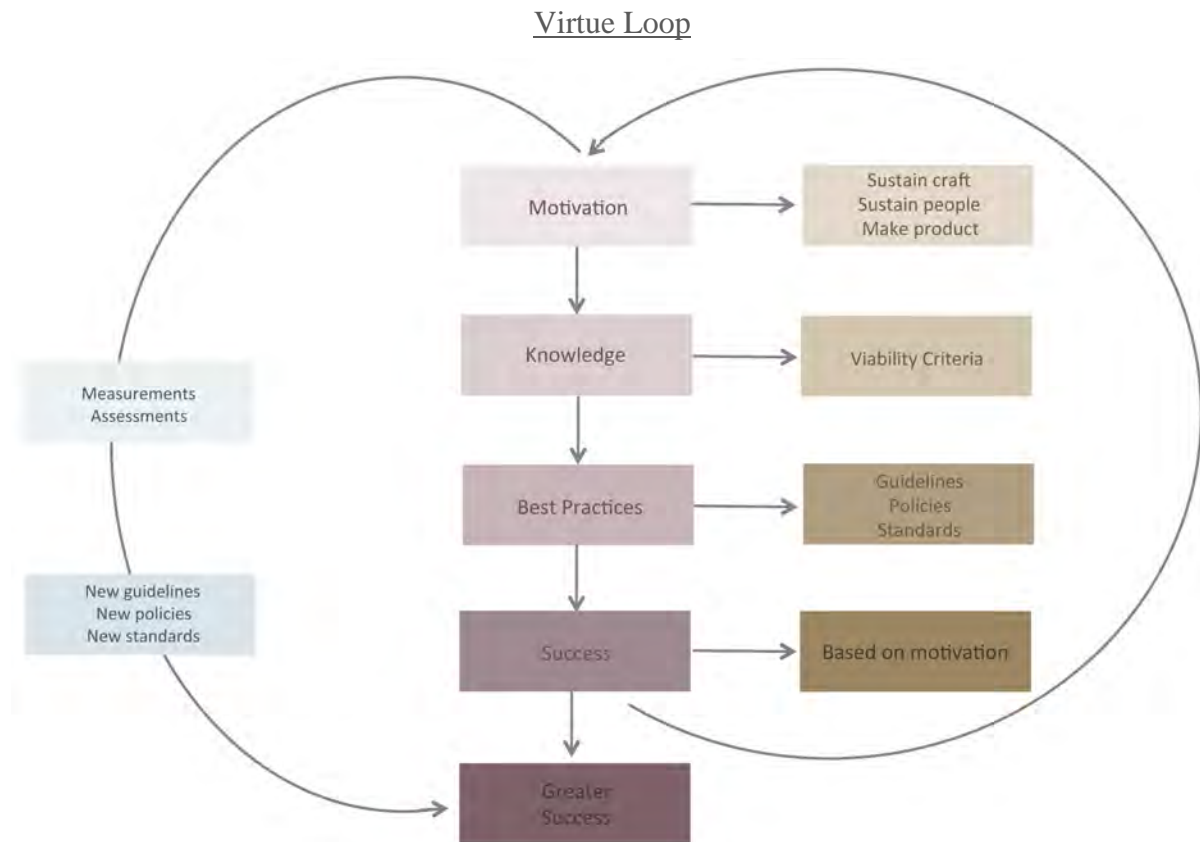 Virtue Loop
Motivation
Sustain craft
Sustain people
Make product
Knowledge
Viability Criteria
Measurements
Assessments
Best Practices
Guidelines
Policies
Standards
New guidelines
New policies
New standards
Success
Based on motivation
Greater
Success